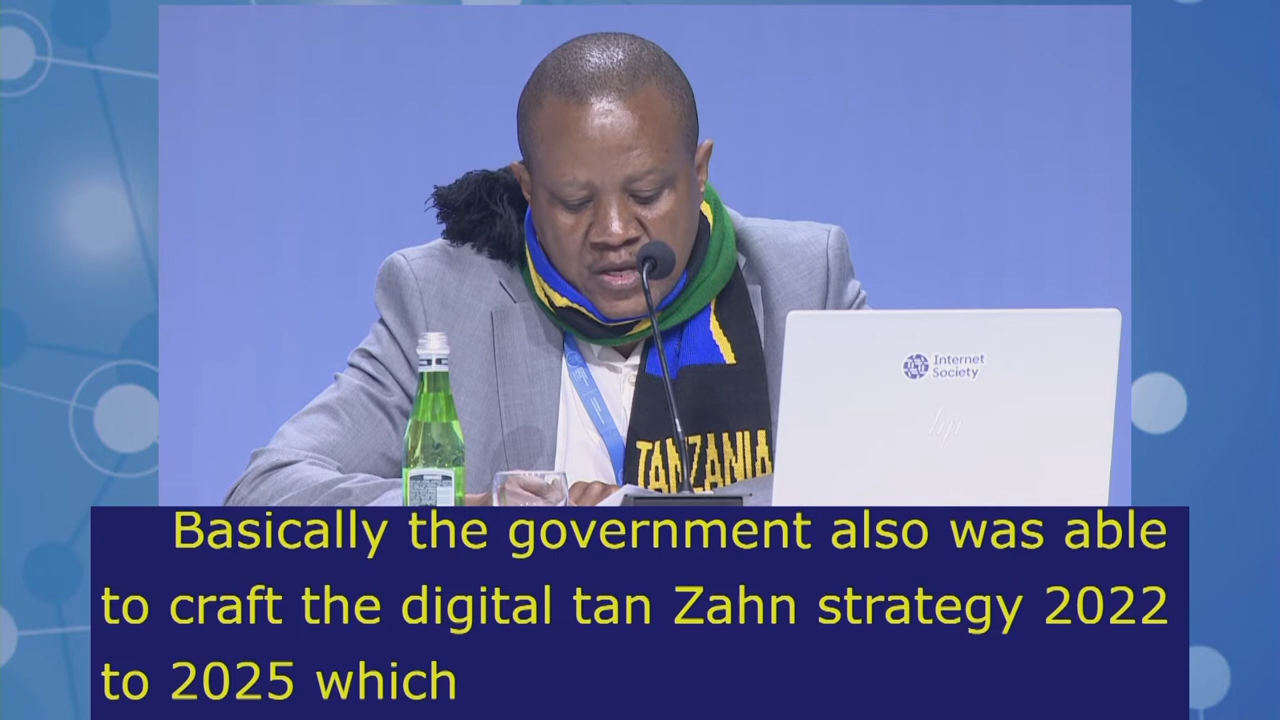 Internet
Society
hp
TANZANIA
Basically the government also was able
to craft the digital tan Zahn strategy 2022
to 2025 which